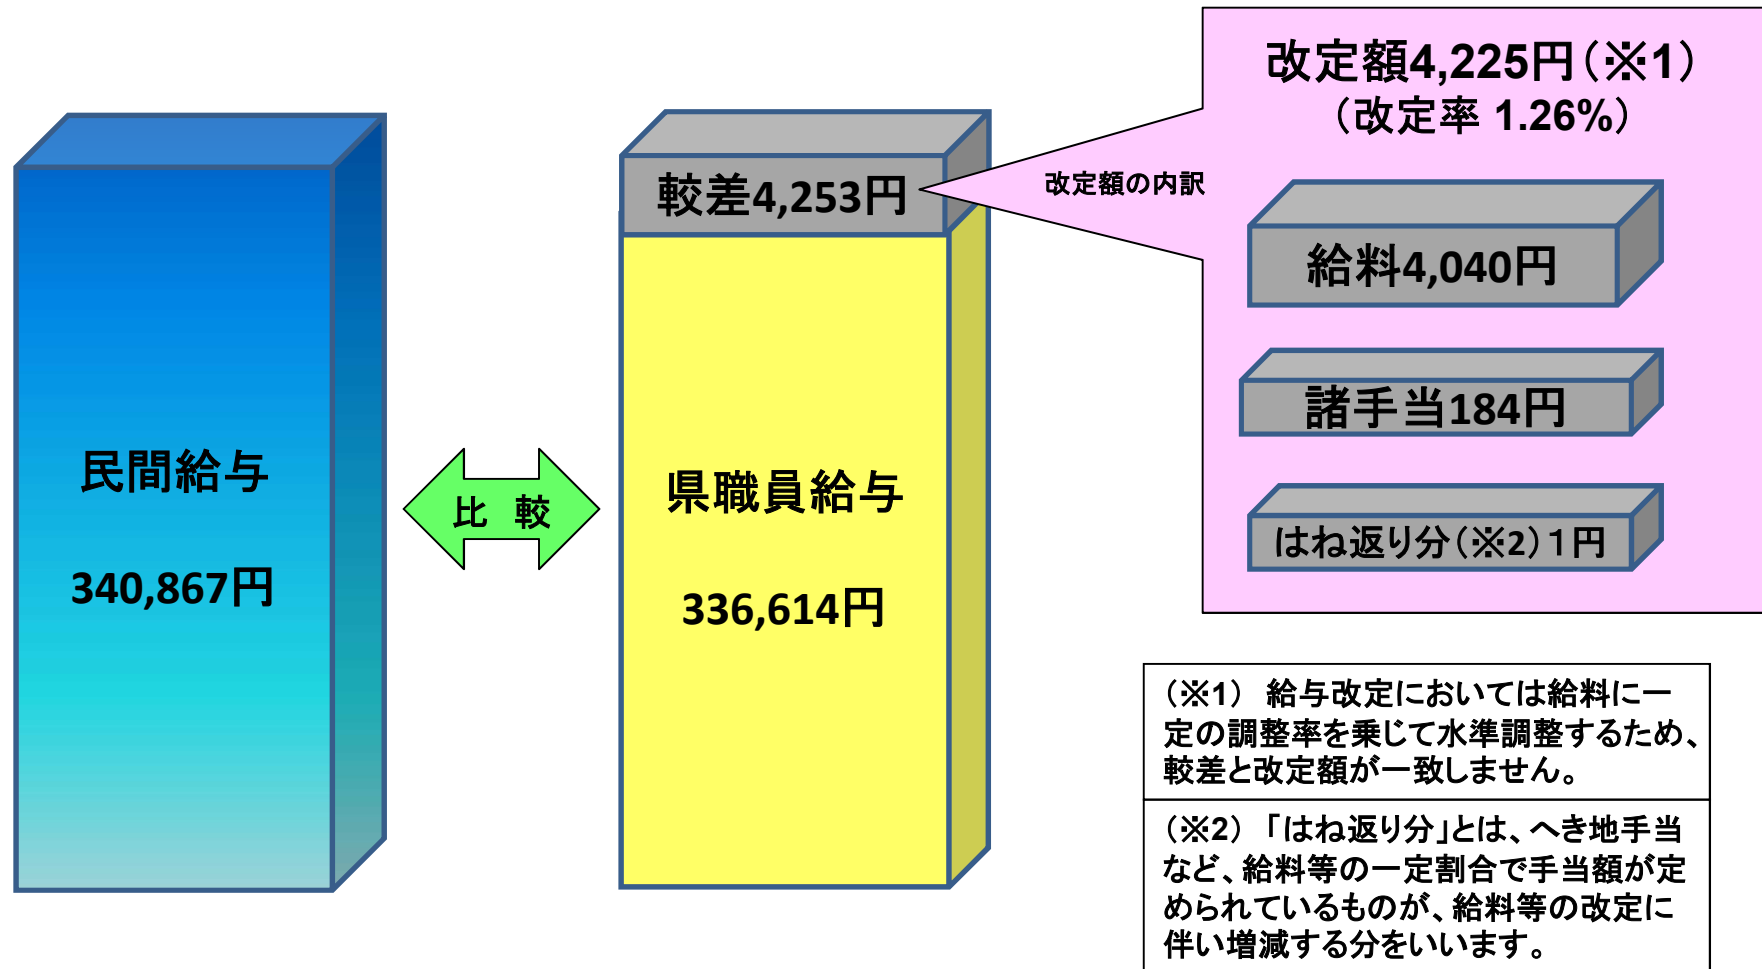 改定額4,225円（※1）
（改定率 1.26%）
較差4,253円
改定額の内訳
給料4,040円
諸手当184円
はね返り分（※2）１円
民間給与
340,867円
比 較
県職員給与
336,614円
（※1） 給与改定においては給料に一
定の調整率を乗じて水準調整するため、
較差と改定額が一致しません。
（※2）「はね返り分」とは、へき地手当
など、給料等の一定割合で手当額が定
められているものが、給料等の改定に
伴い増減する分をいいます。